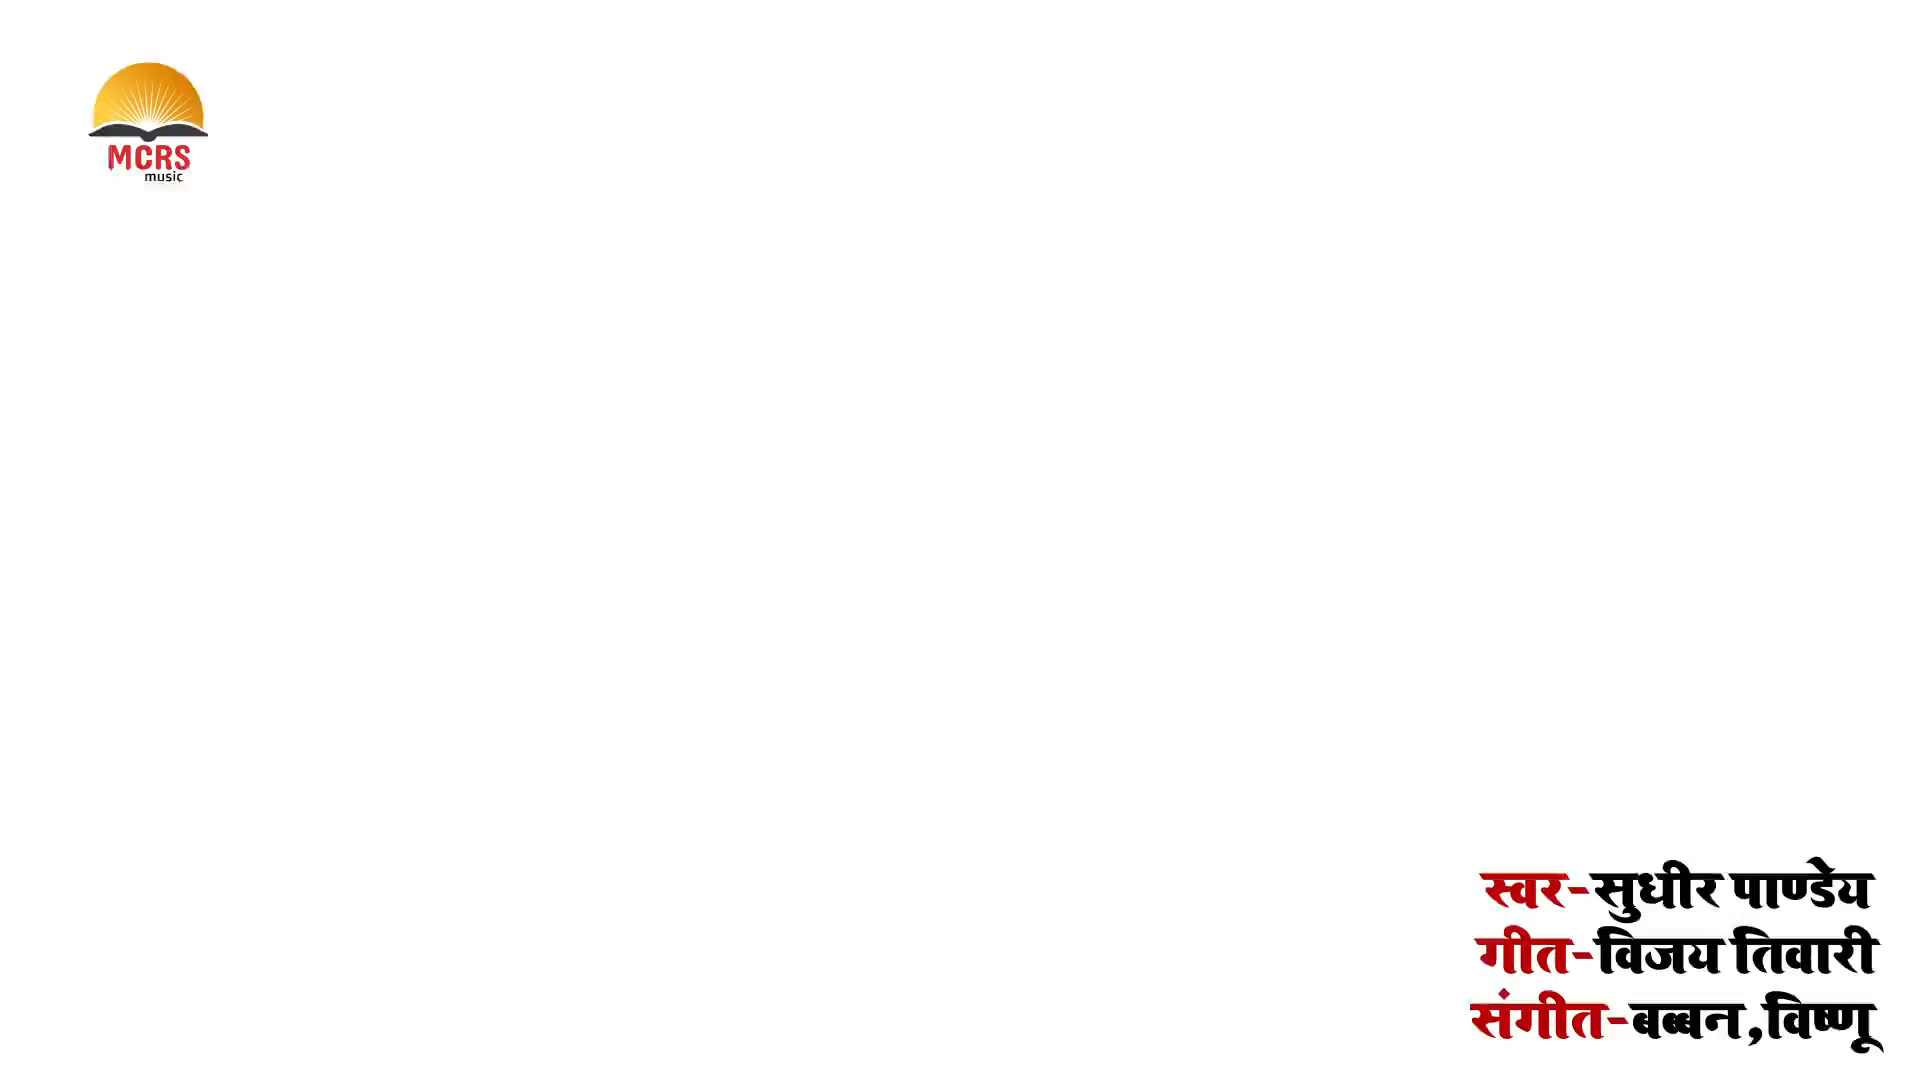 MCRS
music
स्वर-सुधीर पाण्डेय
गीत-विजय तिवारी
संगीत-बब्बन,विष्णू